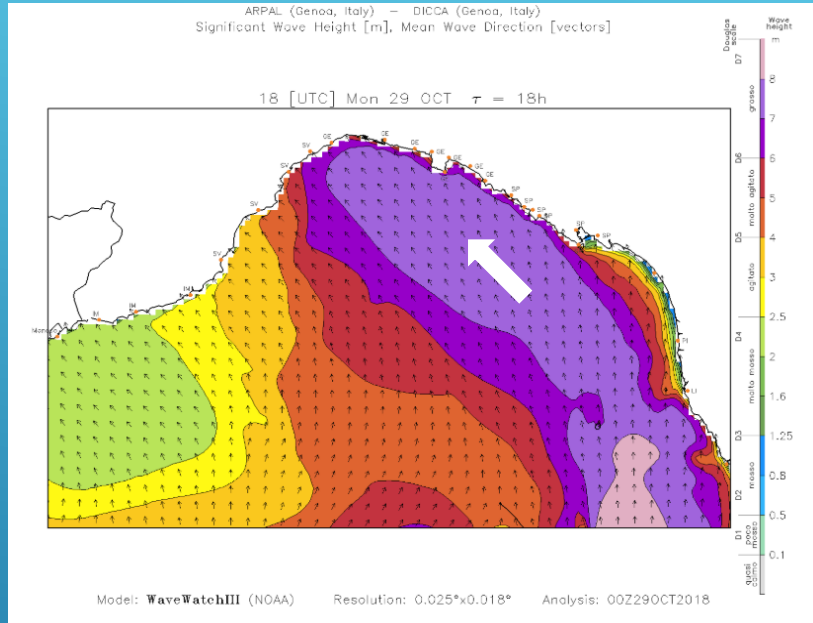 ARPAL (Genoa, Italy) — DICCA (Genoa, Italy)
Significant Wave Height [m], Mean Wave Direction [vectors]
18 [UTC] Mon 29 OCT τ = 18h
Douglas scale
Wave height
m
D7
D6
D5
D4
D3
D2
D1
grosso
molto agitato
agitato
molto mosso
mosso
poco mosso
quasi calmo
8
7
6
5
4
3
2.5
2
1.6
1.25
0.8
0.5
0.1
GE
GE
GE
GE
GE
GE
GE
SV
SV
SV
SV
SP
SP
SP
SP
SP
IM
IM
PI
LI
Model: WaveWatchIII (NOAA) Resolution: 0.025°x0.018° Analysis: 00Z29OCT2018